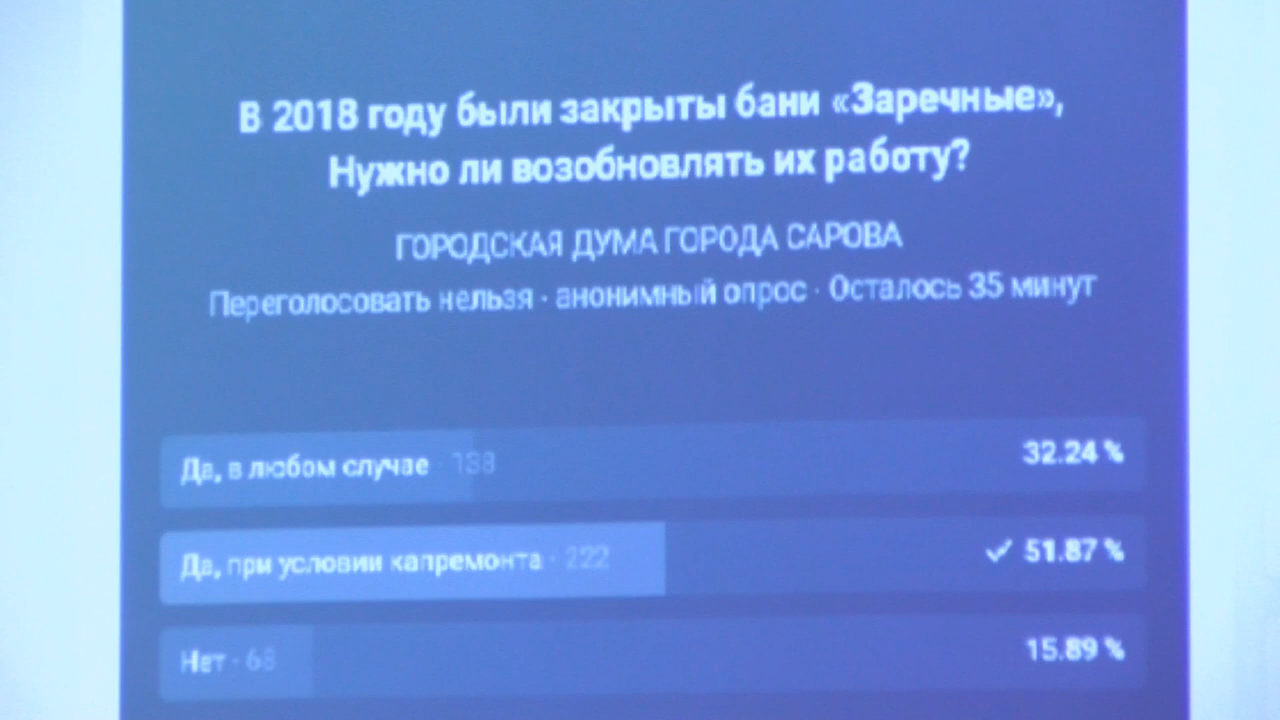 В 2018 году были закрыты бани «Заречные»,
Нужно ли возобновлять их работу?
ГОРОДСКАЯ ДУМА ГОРОДА САРОВА
Переголосовать нельзя · анонимный опрос · Осталось 35 минут
Да, в любом случае · 138 32.24 %
Да, при условии капремонта · 222 51.87 %
Нет · 68 15.89 %